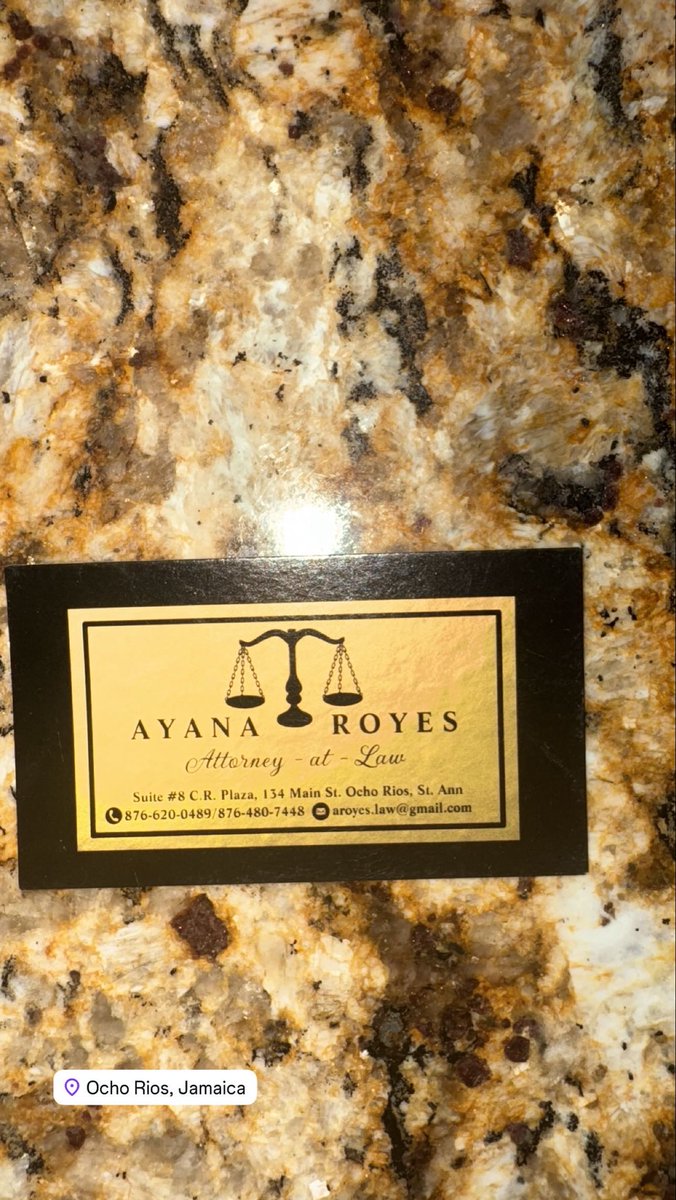 AYANA ROYES
Attorney - at - Law
Suite #8 C.R. Plaza, 134 Main St. Ocho Rios, St. Ann
876-620-0489/876-480-7448 aroyes.law@gmail.com
Ocho Rios, Jamaica